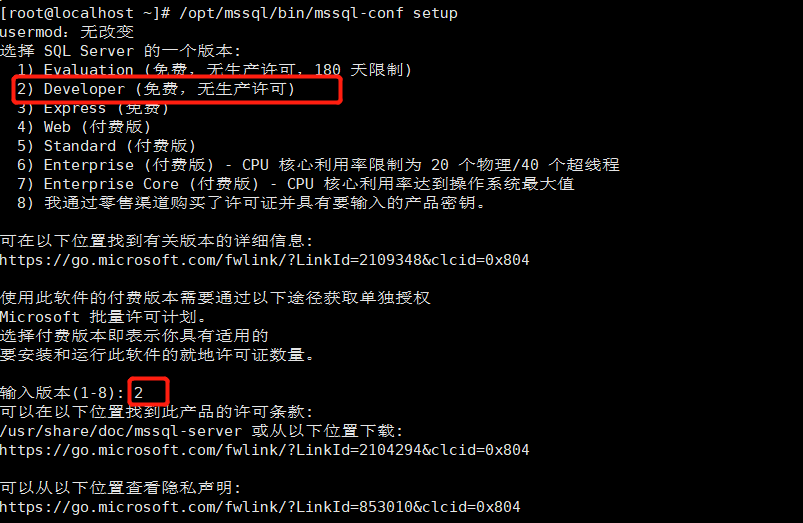 [root@localhost ~]# /opt/mssql/bin/mssql-conf setup
usermod：无改变
选择 SQL Server 的一个版本:
1) Evaluation (免费，无生产许可，180 天限制)
2) Developer (免费，无生产许可)
3) Express (免费)
4) Web (付费版)
5) Standard (付费版)
6) Enterprise (付费版) - CPU 核心利用率限制为 20 个物理/40 个超线程
7) Enterprise Core (付费版) - CPU 核心利用率达到操作系统最大值
8) 我通过零售渠道购买了许可证并具有要输入的产品密钥。
可在以下位置找到有关版本的详细信息:
https://go.microsoft.com/fwlink/?LinkId=2109348&clcid=0x804
使用此软件的付费版本需要通过以下途径获取单独授权
Microsoft 批量许可计划。
选择付费版本即表示你具有适用的
要安装和运行此软件的就地许可证数量。
输入版本(1-8): 2
可以在以下位置找到此产品的许可条款:
/usr/share/doc/mssql-server 或从以下位置下载:
https://go.microsoft.com/fwlink/?LinkId=2104294&clcid=0x804
可以从以下位置查看隐私声明:
https://go.microsoft.com/fwlink/?LinkId=853010&clcid=0x804